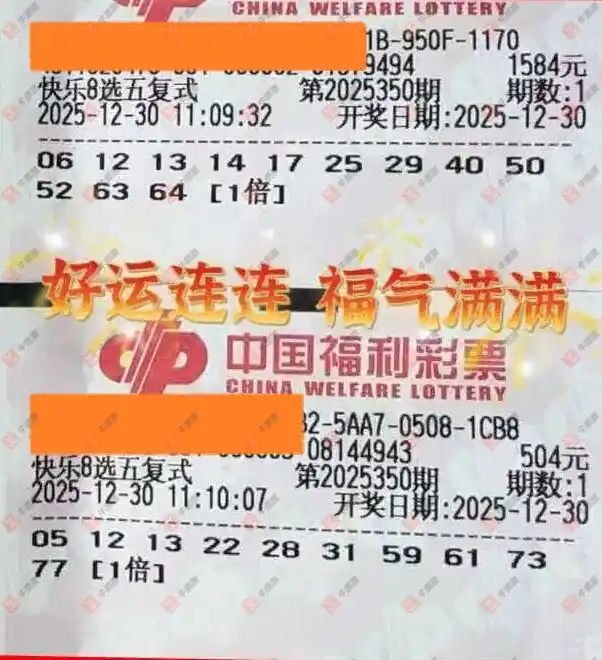 CHINA WELFARE LOTTERY
1B-950F-1170
9494 1584元
快乐8选五复式 第2025350期 期数:1
2025-12-30 11:09:32 开奖日期:2025-12-30
06 12 13 14 17 25 29 40 50
52 63 64 [1倍]
好运连连 福气满满
中国福利彩票
CHINA WELFARE LOTTERY
B2-5AA7-0508-1CB8
08144943 504元
快乐8选五复式 第2025350期 期数:1
2025-12-30 11:10:07 开奖日期:2025-12-30
05 12 13 22 28 31 59 61 73
77 [1倍]